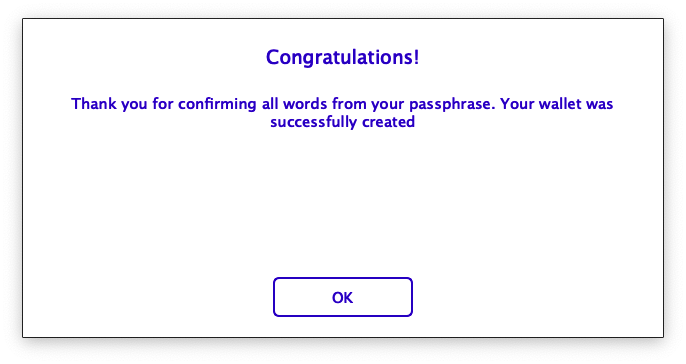 Congratulations!
Thank you for confirming all words from your passphrase. Your wallet was
successfully created
OK